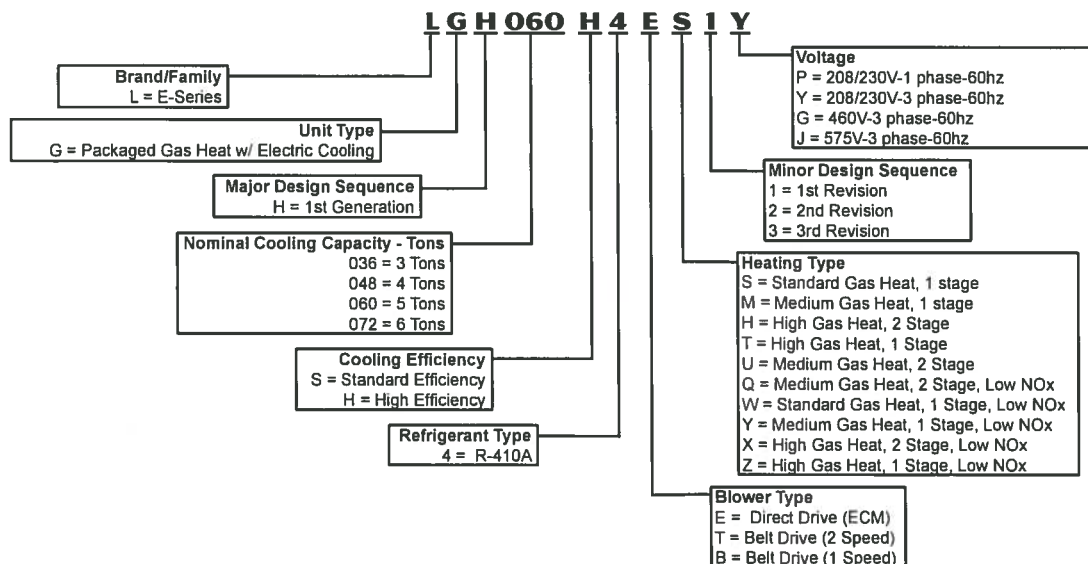 L G H 060 H 4 E S 1 Y
Brand/Family
L = E-Series
Unit Type
G = Packaged Gas Heat w/ Electric Cooling
Major Design Sequence
H = 1st Generation
Nominal Cooling Capacity - Tons
036 = 3 Tons
048 = 4 Tons
060 = 5 Tons
072 = 6 Tons
Cooling Efficiency
S = Standard Efficiency
H = High Efficiency
Refrigerant Type
4 = R-410A
Voltage
P = 208/230V-1 phase-60hz
Y = 208/230V-3 phase-60hz
G = 460V-3 phase-60hz
J = 575V-3 phase-60hz
Minor Design Sequence
1 = 1st Revision
2 = 2nd Revision
3 = 3rd Revision
Heating Type
S = Standard Gas Heat, 1 stage
M = Medium Gas Heat, 1 stage
H = High Gas Heat, 2 Stage
T = High Gas Heat, 1 Stage
U = Medium Gas Heat, 2 Stage
Q = Medium Gas Heat, 2 Stage, Low NOx
W = Standard Gas Heat, 1 Stage, Low NOx
Y = Medium Gas Heat, 1 Stage, Low NOx
X = High Gas Heat, 2 Stage, Low NOx
Z = High Gas Heat, 1 Stage, Low NOx
Blower Type
E = Direct Drive (ECM)
T = Belt Drive (2 Speed)
B = Belt Drive (1 Speed)